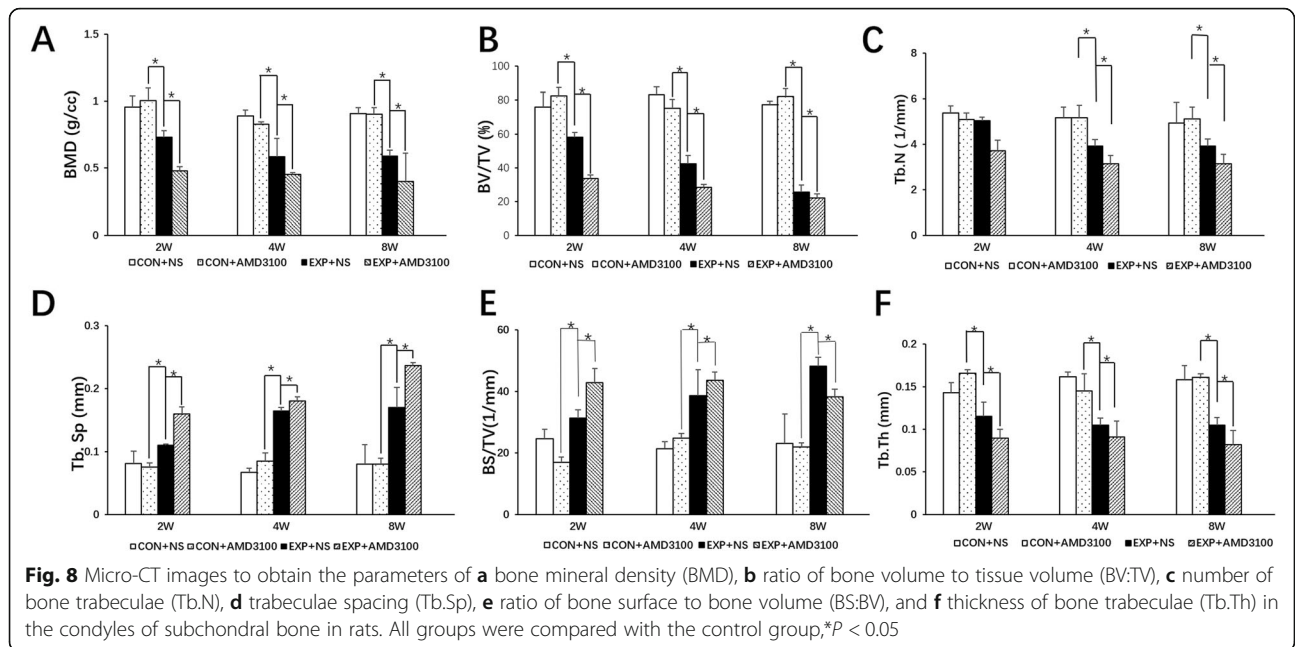 A
BMD (g/cc)
1.5
1
0.5
0
* * * * * *
2W 4W 8W
CON+NS CON+AMD3100 EXP+NS EXP+AMD3100
B
BV/TV (%)
100
80
60
40
20
0
* * * * * *
2W 4W 8W
CON+NS CON+AMD3100 EXP+NS EXP+AMD3100
C
Tb.N ( 1/mm)
6
4
2
0
* * * *
2W 4W 8W
CON+NS CON+AMD3100 EXP+NS EXP+AMD3100
D
Tb. Sp (mm)
0.3
0.2
0.1
0
* * * * * *
2W 4W 8W
CON+NS CON+AMD3100 EXP+NS EXP+AMD3100
E
BS/TV(1/mm)
60
40
20
0
* * * * * *
2W 4W 8W
CON+NS CON+AMD3100 EXP+NS EXP+AMD3100
F
Tb.Th (mm)
0.2
0.15
0.1
0.05
0
* * * * * *
2W 4W 8W
CON+NS CON+AMD3100 EXP+NS EXP+AMD3100
Fig. 8 Micro-CT images to obtain the parameters of a bone mineral density (BMD), b ratio of bone volume to tissue volume (BV:TV), c number of
bone trabeculae (Tb.N), d trabeculae spacing (Tb.Sp), e ratio of bone surface to bone volume (BS:BV), and f thickness of bone trabeculae (Tb.Th) in
the condyles of subchondral bone in rats. All groups were compared with the control group,*P < 0.05